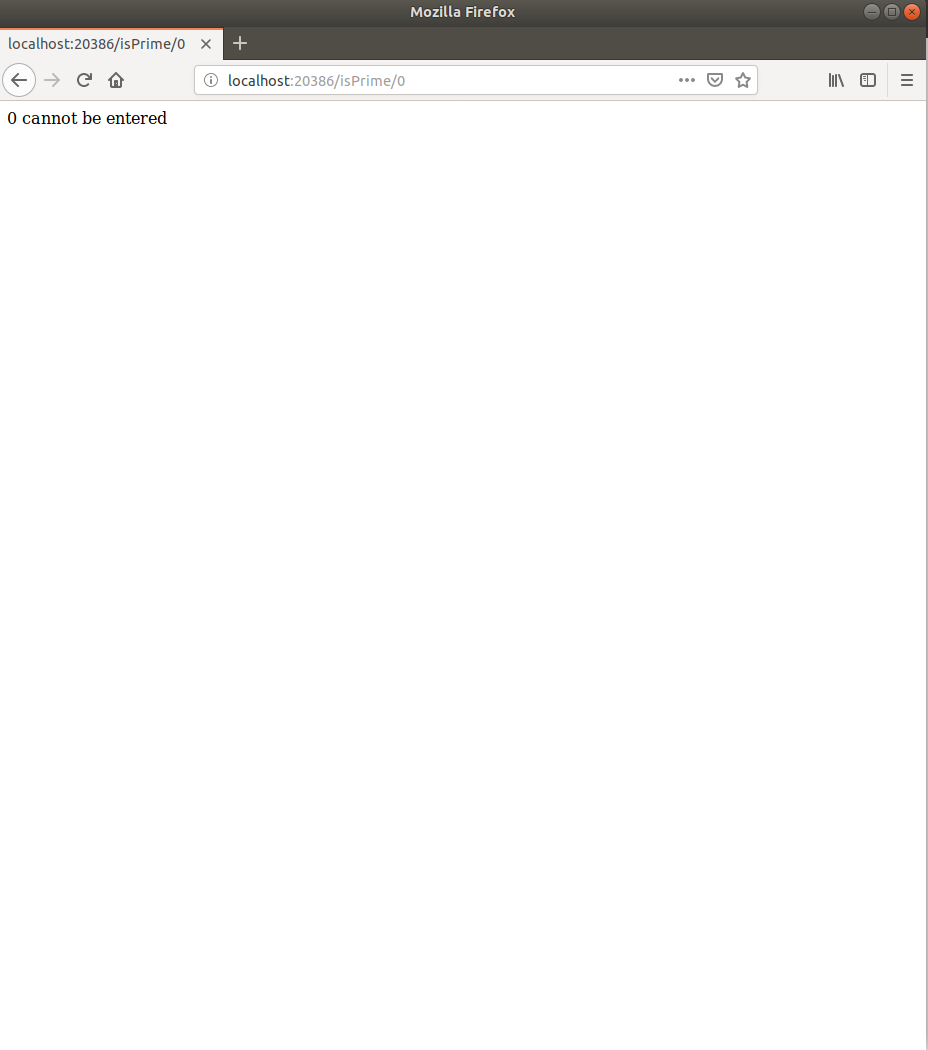 Mozilla Firefox
localhost:20386/isPrime/0
localhost:20386/isPrime/0
0 cannot be entered